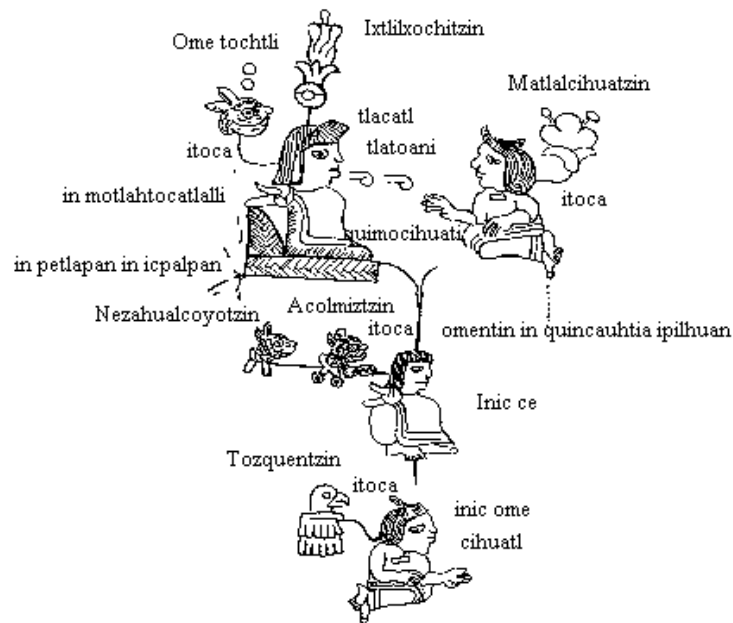 Ixtlilxochitzin
Ome tochtli
Matlalcihuatzin
tlacatl
tlatoani
itoca
itoca
in motlahtocatlalli
quimocihuati
in petlapan in icpalpan
Nezahualcoyotzin
Acolmiztzin
itoca
omentin in quincauhtia ipilhuan
Inic ce
Tozquentzin
itoca
inic ome
cihuatl